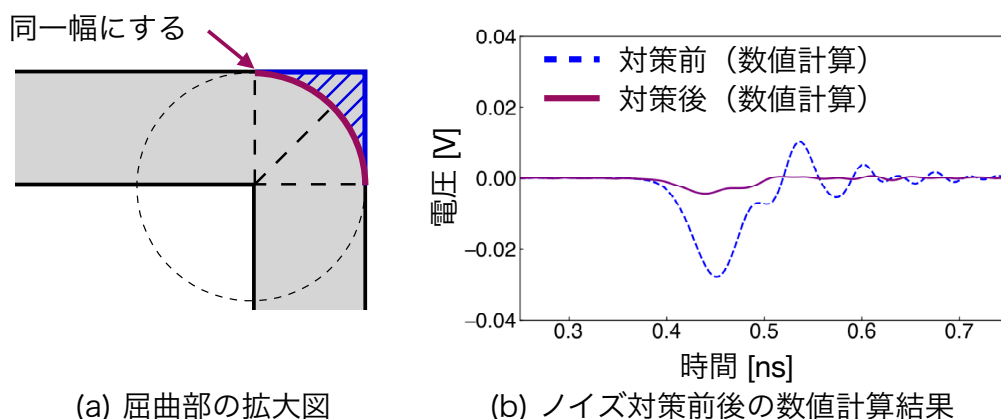 同一幅にする
(a) 屈曲部の拡大図
0.04
0.02
0.00
−0.02
−0.04
電圧 [V]
対策前（数値計算）
対策後（数値計算）
0.3 0.4 0.5 0.6 0.7
時間 [ns]
(b) ノイズ対策前後の数値計算結果